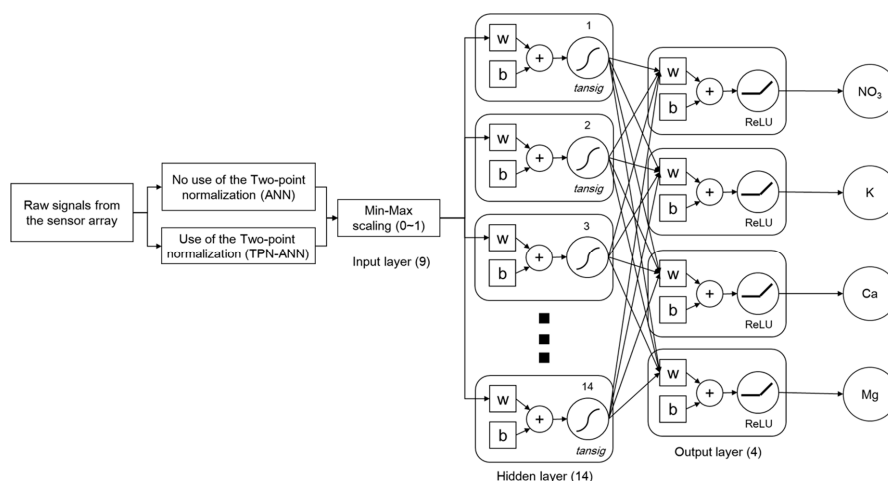 Raw signals from
the sensor array
No use of the Two-point
normalization (ANN)
Use of the Two-point
normalization (TPN-ANN)
Min-Max
scaling (0~1)
Input layer (9)
1
w
b
+
tansig
2
w
b
+
tansig
3
w
b
+
14
w
b
+
tansig
Hidden layer (14)
w
b
+
ReLU
w
b
+
ReLU
w
b
+
ReLU
w
b
+
ReLU
Output layer (4)
NO₃
K
Ca
Mg